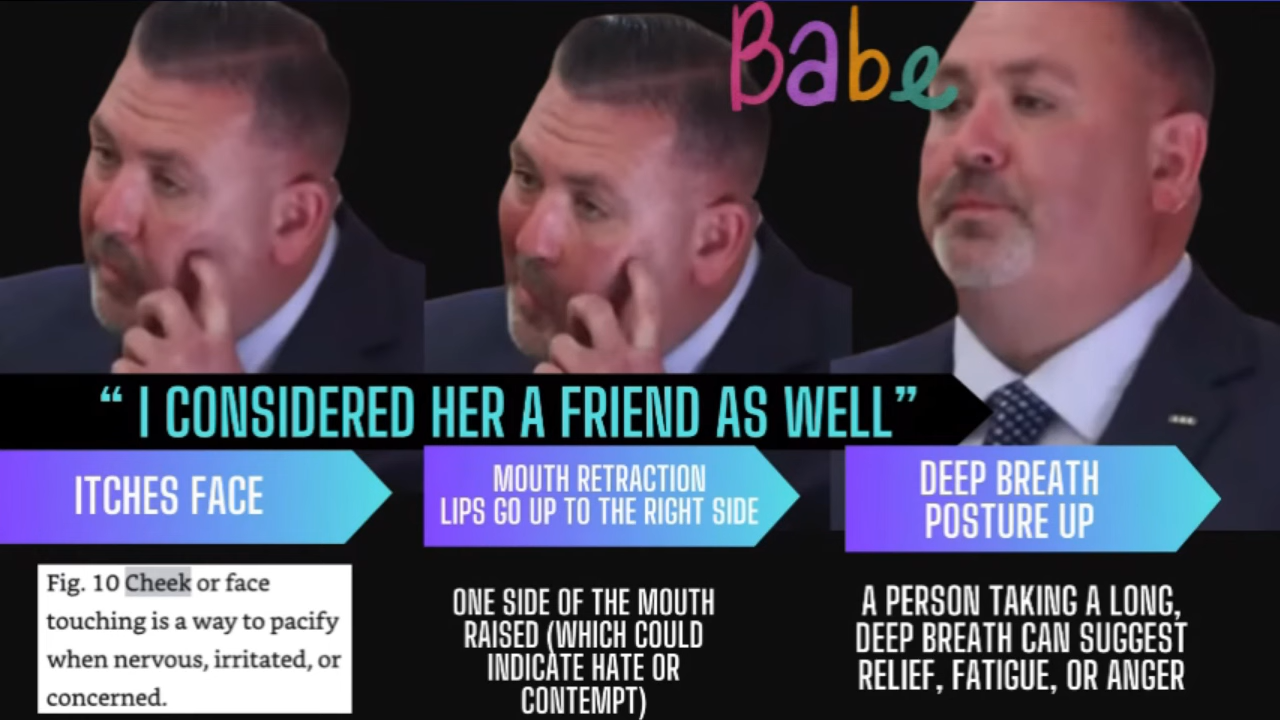 Babe
“ I CONSIDERED HER A FRIEND AS WELL”
ITCHES FACE
MOUTH RETRACTION
LIPS GO UP TO THE RIGHT SIDE
DEEP BREATH
POSTURE UP
Fig. 10 Cheek or face
touching is a way to pacify
when nervous, irritated, or
concerned.
ONE SIDE OF THE MOUTH
RAISED (WHICH COULD
INDICATE HATE OR
CONTEMPT)
A PERSON TAKING A LONG,
DEEP BREATH CAN SUGGEST
RELIEF, FATIGUE, OR ANGER